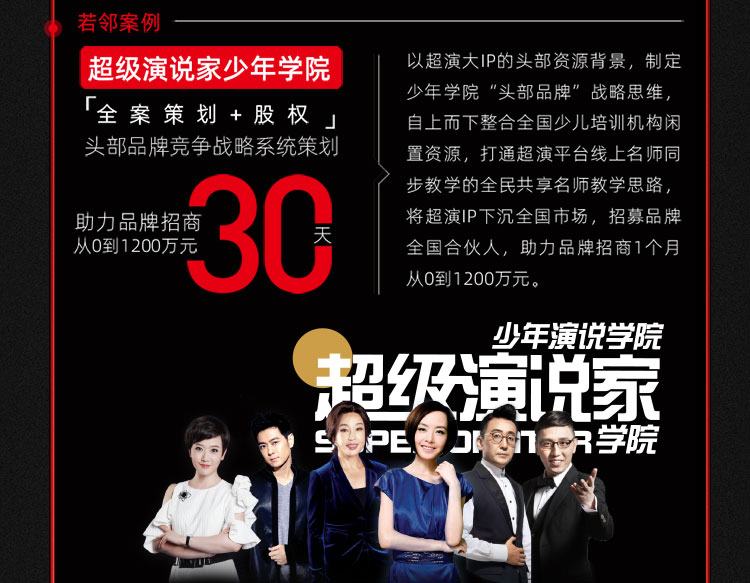 若邻案例
超级演说家少年学院
「全案策划+股权」
头部品牌竞争战略系统策划
助力品牌招商
从0到1200万元
30天
以超演大IP的头部资源背景，制定
少年学院“头部品牌”战略思维，
自上而下整合全国少儿培训机构闲
置资源，打通超演平台线上名师同
步教学的全民共享名师教学思路，
将超演IP下沉全国市场，招募品牌
全国合伙人，助力品牌招商1个月
从0到1200万元。
少年演说学院
超级演说家
学院